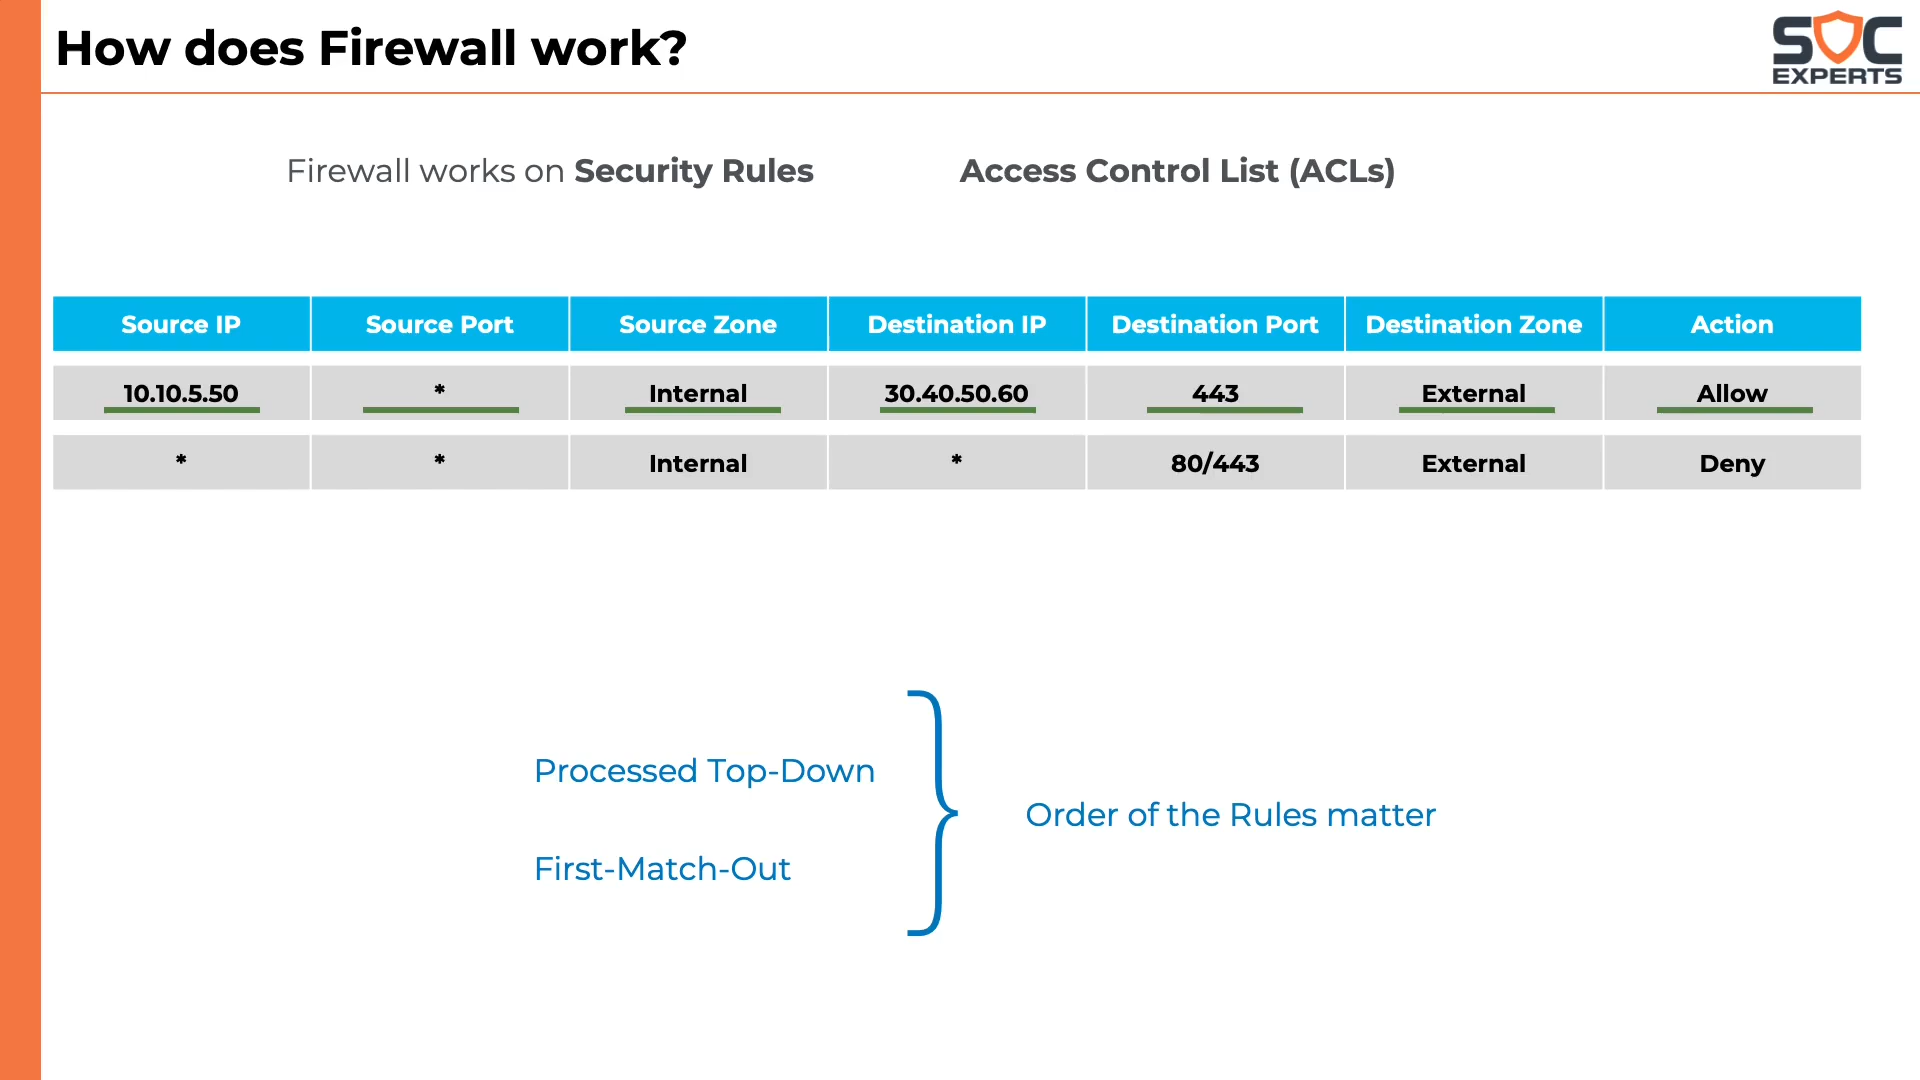 How does Firewall work?
SOC
EXPERTS
Firewall works on Security Rules
Access Control List (ACLs)
Source IP Source Port Source Zone Destination IP Destination Port Destination Zone Action
10.10.5.50 * Internal 30.40.50.60 443 External Allow
* * Internal * 80/443 External Deny
Processed Top-Down
Order of the Rules matter
First-Match-Out